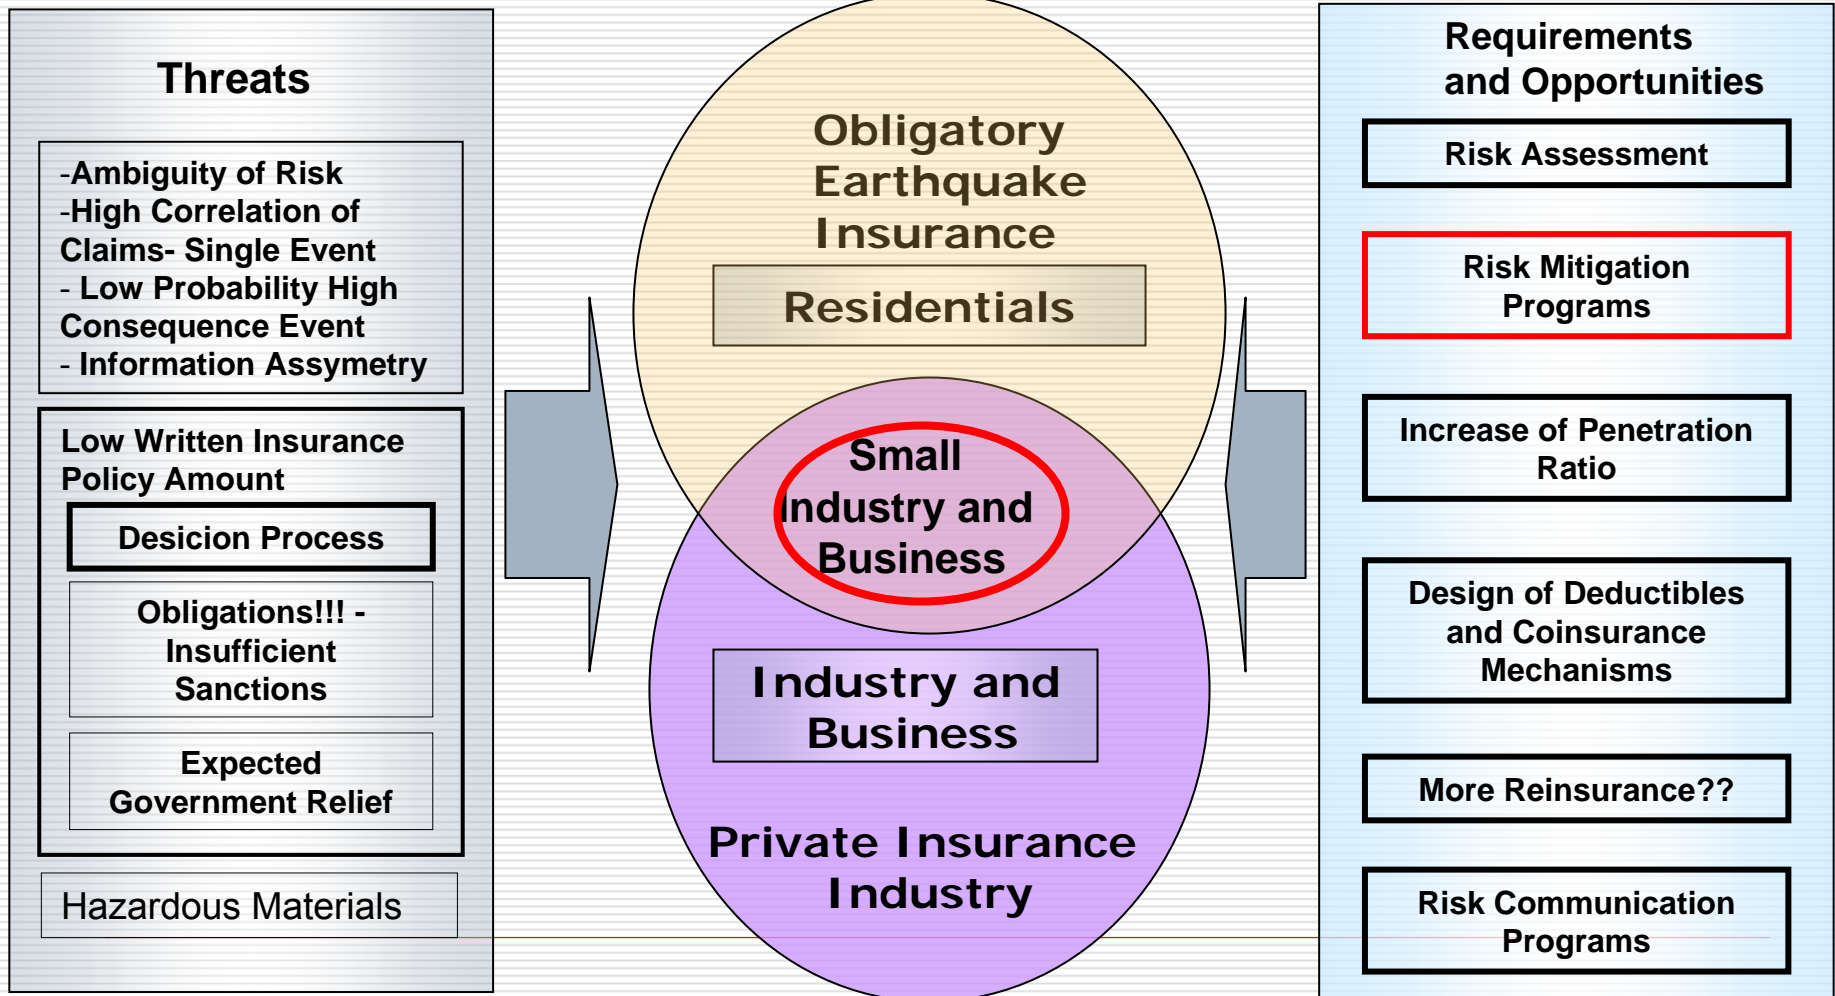 Threats
-Ambiguity of Risk
-High Correlation of
Claims- Single Event
- Low Probability High
Consequence Event
- Information Assymetry
Low Written Insurance
Policy Amount
Desicion Process
Obligations!!! -
Insufficient
Sanctions
Expected
Government Relief
Hazardous Materials
Obligatory
Earthquake
Insurance
Residentials
Small
Industry and
Business
Industry and
Business
Private Insurance
Industry
Requirements
and Opportunities
Risk Assessment
Risk Mitigation
Programs
Increase of Penetration
Ratio
Design of Deductibles
and Coinsurance
Mechanisms
More Reinsurance??
Risk Communication
Programs